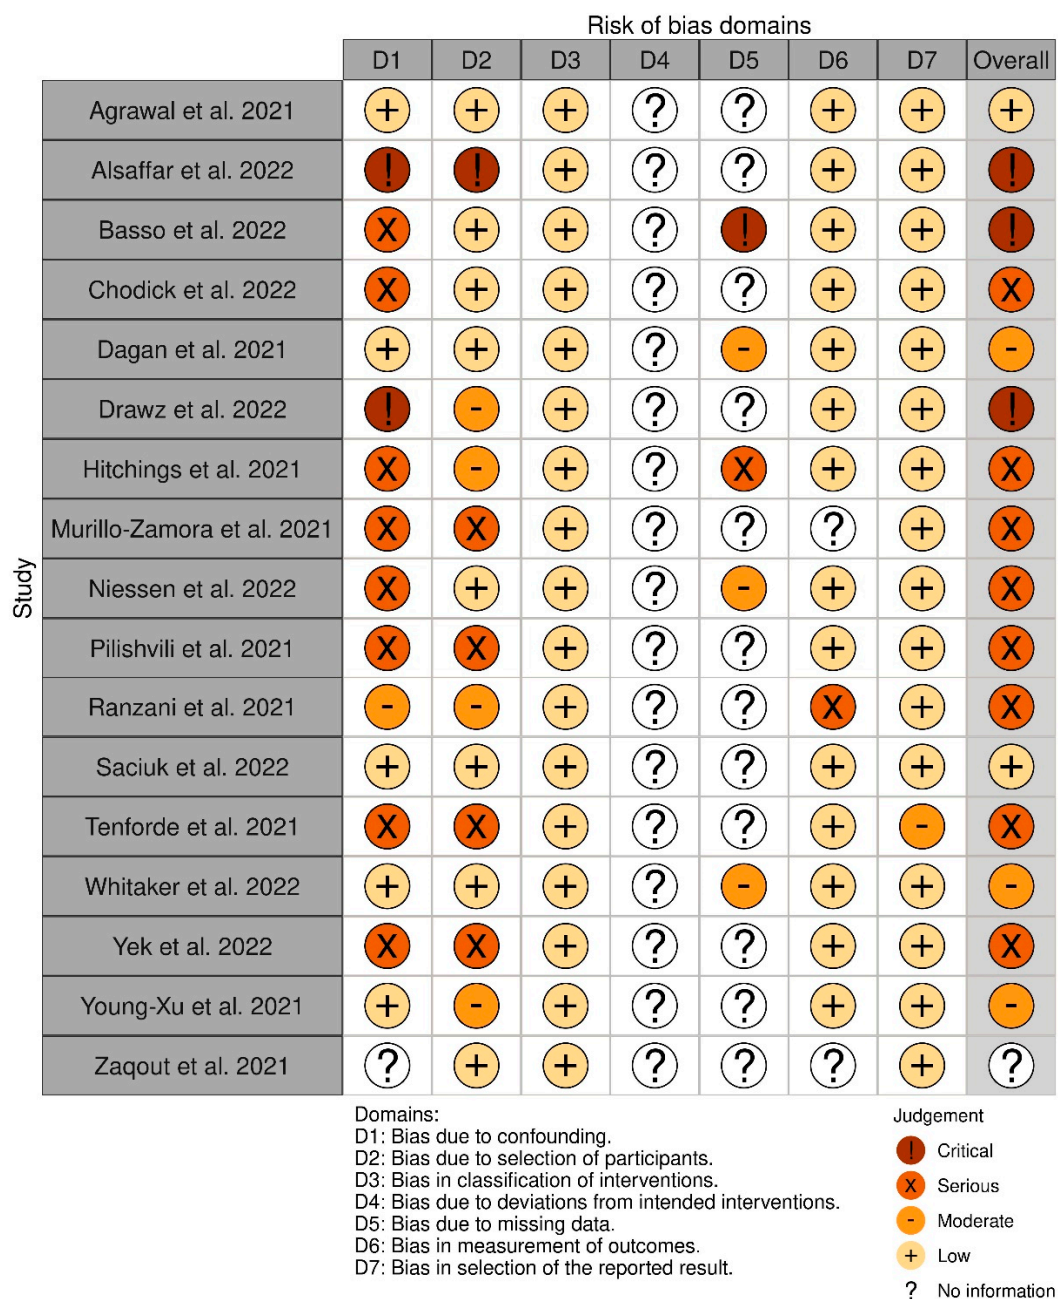 Risk of bias domains
D1 D2 D3 D4 D5 D6 D7 Overall
Study
Agrawal et al. 2021 + + + ? ? + + +
Alsaffar et al. 2022 ! ! + ? ? + + !
Basso et al. 2022 X + + ? ! + + !
Chodick et al. 2022 X + + ? ? + + X
Dagan et al. 2021 + + + ? - + + -
Drawz et al. 2022 ! - + ? ? + + !
Hitchings et al. 2021 X - + ? X + + X
Murillo-Zamora et al. 2021 X X + ? ? ? + X
Niessen et al. 2022 X + + ? - + + X
Pilishvili et al. 2021 X X + ? ? + + X
Ranzani et al. 2021 - - + ? ? X + X
Saciuk et al. 2022 + + + ? ? + + +
Tenforde et al. 2021 X X + ? ? + - X
Whitaker et al. 2022 + + + ? - + + -
Yek et al. 2022 X X + ? ? + + X
Young-Xu et al. 2021 + - + ? ? + + -
Zaqout et al. 2021 ? + + ? ? ? + ?
Domains:
D1: Bias due to confounding.
D2: Bias due to selection of participants.
D3: Bias in classification of interventions.
D4: Bias due to deviations from intended interventions.
D5: Bias due to missing data.
D6: Bias in measurement of outcomes.
D7: Bias in selection of the reported result.
Judgement
! Critical
X Serious
- Moderate
+ Low
? No information